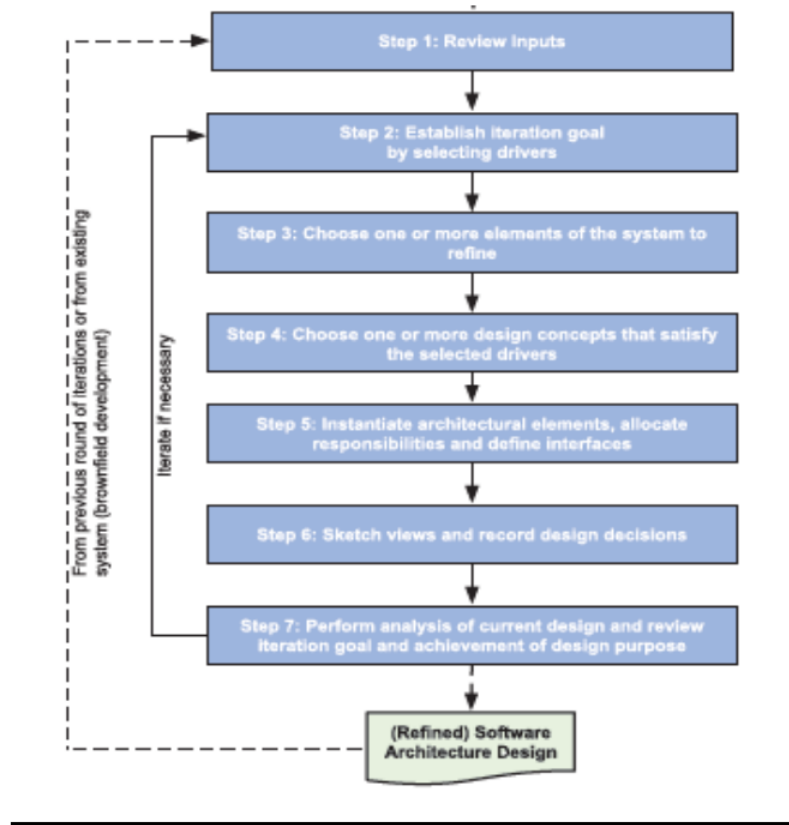 Step 1: Review Inputs
Step 2: Establish iteration goal
by selecting drivers
Step 3: Choose one or more elements of the system to
refine
Step 4: Choose one or more design concepts that satisfy
the selected drivers
Step 5: Instantiate architectural elements, allocate
responsibilities and define interfaces
Step 6: Sketch views and record design decisions
Step 7: Perform analysis of current design and review
iteration goal and achievement of design purpose
(Refined) Software
Architecture Design
From previous round of iterations or from existing
system (brownfield development)
Iterate if necessary